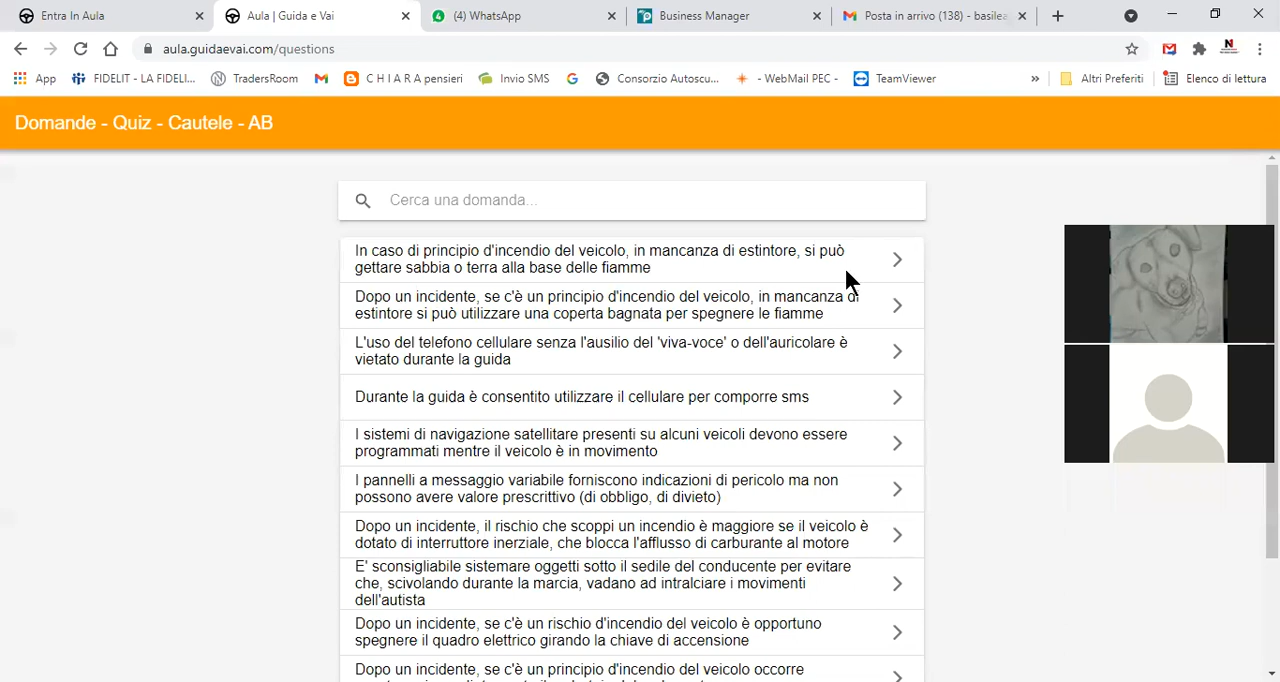 Entra In Aula
Aula | Guida e Vai
(4) WhatsApp
Business Manager
Posta in arrivo (138) - basilea
aula.guidaevai.com/questions
App
FIDELIT - LA FIDELI...
TradersRoom
C H I A R A pensieri
Invio SMS
Consorzio Autoscu...
- WebMail PEC -
TeamViewer
»
Altri Preferiti
Elenco di lettura
Domande - Quiz - Cautele - AB
Cerca una domanda...
In caso di principio d'incendio del veicolo, in mancanza di estintore, si può
gettare sabbia o terra alla base delle fiamme
Dopo un incidente, se c'è un principio d'incendio del veicolo, in mancanza di
estintore si può utilizzare una coperta bagnata per spegnere le fiamme
L'uso del telefono cellulare senza l'ausilio del 'viva-voce' o dell'auricolare è
vietato durante la guida
Durante la guida è consentito utilizzare il cellulare per comporre sms
I sistemi di navigazione satellitare presenti su alcuni veicoli devono essere
programmati mentre il veicolo è in movimento
I pannelli a messaggio variabile forniscono indicazioni di pericolo ma non
possono avere valore prescrittivo (di obbligo, di divieto)
Dopo un incidente, il rischio che scoppi un incendio è maggiore se il veicolo è
dotato di interruttore inerziale, che blocca l'afflusso di carburante al motore
E' sconsigliabile sistemare oggetti sotto il sedile del conducente per evitare
che, scivolando durante la marcia, vadano ad intralciare i movimenti
dell'autista
Dopo un incidente, se c'è un rischio d'incendio del veicolo è opportuno
spegnere il quadro elettrico girando la chiave di accensione
Dopo un incidente, se c'è un principio d'incendio del veicolo occorre